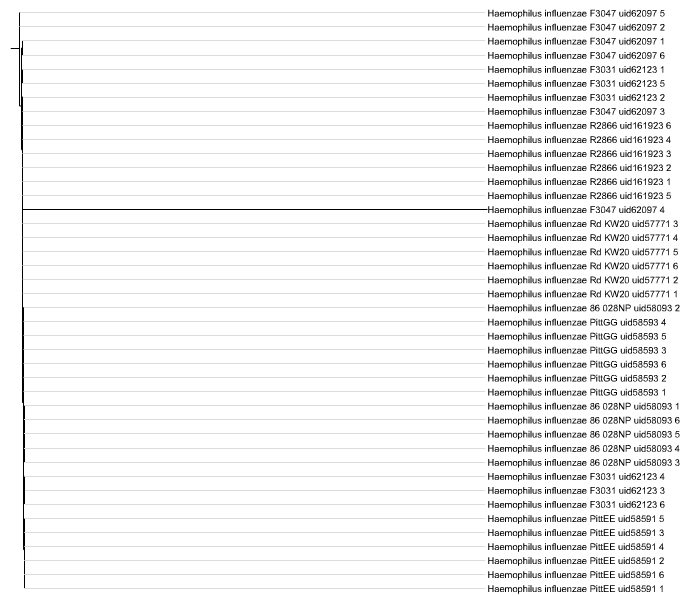 Haemophilus influenzae F3047 uid62097 5
Haemophilus influenzae F3047 uid62097 2
Haemophilus influenzae F3047 uid62097 1
Haemophilus influenzae F3047 uid62097 6
Haemophilus influenzae F3031 uid62123 1
Haemophilus influenzae F3031 uid62123 5
Haemophilus influenzae F3031 uid62123 2
Haemophilus influenzae F3047 uid62097 3
Haemophilus influenzae R2866 uid161923 6
Haemophilus influenzae R2866 uid161923 4
Haemophilus influenzae R2866 uid161923 3
Haemophilus influenzae R2866 uid161923 2
Haemophilus influenzae R2866 uid161923 1
Haemophilus influenzae R2866 uid161923 5
Haemophilus influenzae F3047 uid62097 4
Haemophilus influenzae Rd KW20 uid57771 3
Haemophilus influenzae Rd KW20 uid57771 4
Haemophilus influenzae Rd KW20 uid57771 5
Haemophilus influenzae Rd KW20 uid57771 6
Haemophilus influenzae Rd KW20 uid57771 2
Haemophilus influenzae Rd KW20 uid57771 1
Haemophilus influenzae 86 028NP uid58093 2
Haemophilus influenzae PittGG uid58593 4
Haemophilus influenzae PittGG uid58593 5
Haemophilus influenzae PittGG uid58593 3
Haemophilus influenzae PittGG uid58593 6
Haemophilus influenzae PittGG uid58593 2
Haemophilus influenzae PittGG uid58593 1
Haemophilus influenzae 86 028NP uid58093 1
Haemophilus influenzae 86 028NP uid58093 6
Haemophilus influenzae 86 028NP uid58093 5
Haemophilus influenzae 86 028NP uid58093 4
Haemophilus influenzae 86 028NP uid58093 3
Haemophilus influenzae F3031 uid62123 4
Haemophilus influenzae F3031 uid62123 3
Haemophilus influenzae F3031 uid62123 6
Haemophilus influenzae PittEE uid58591 5
Haemophilus influenzae PittEE uid58591 3
Haemophilus influenzae PittEE uid58591 4
Haemophilus influenzae PittEE uid58591 2
Haemophilus influenzae PittEE uid58591 6
Haemophilus influenzae PittEE uid58591 1